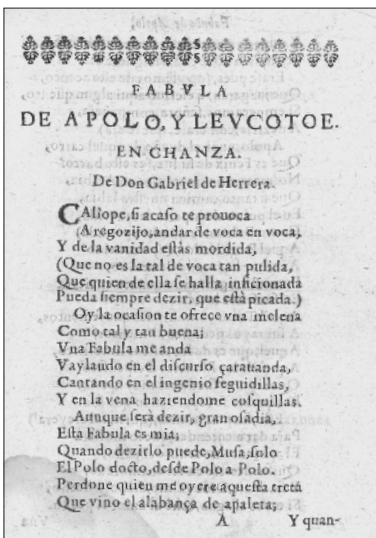 FABVLA
DE APOLO, Y LEVCOTOE.
EN CHANZA.
De Don Gabriel de Herrera.
CAliope, si acaso te prouoca
A regozijo, andar de voca en voca,
Y de la vanidad estàs mordida,
(Que no es la tal de voca tan pulida,
Que quien de ella se halla inficionada
Pueda siempre dezir, que està picada.)
Oy, la ocasion te ofrece vna melena
Como tal y tan buena;
Vna Fabula me anda
Vaylando en el discurso çarauanda,
Cantando en el ingenio seguidillas,
Y en la vena haziendome cosquillas.
Aunque serà dezir, gran osadia,
Esta Fabula es mia;
Quando dezirlo puede, Musa, solo
El Polo docto, desde Polo a Polo.
Perdone quien me oyere aquesta treta
Que vino el alabança de apaleta;
A
Y quan-